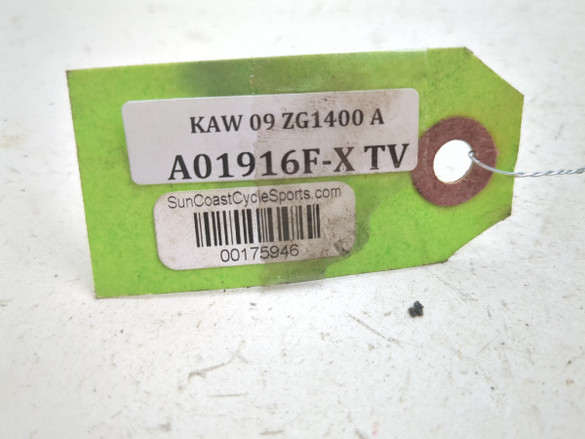 KAW 09 ZG1400 A
A01916F-X TV
SunCoastCycleSports.com
00175946